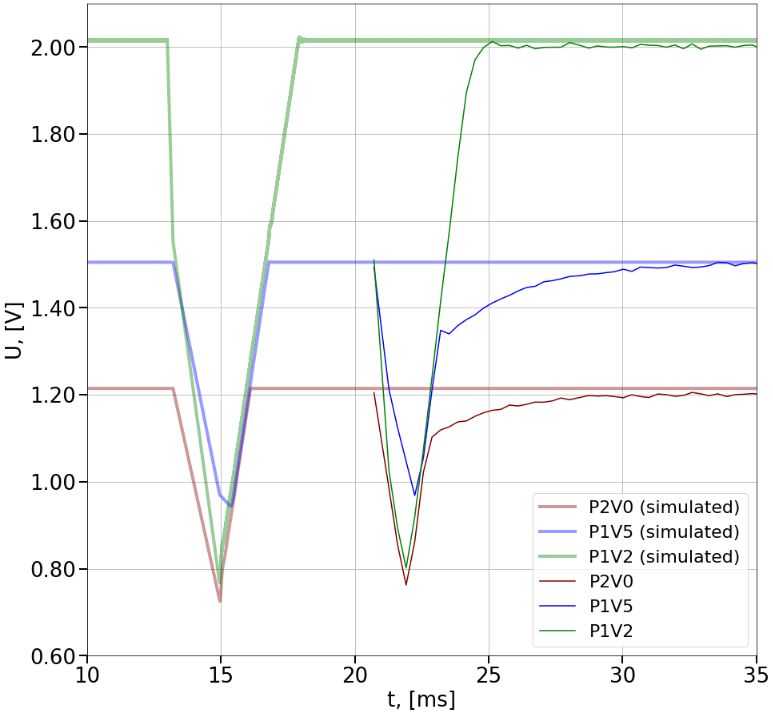 2.00
1.80
1.60
1.40
1.20
1.00
0.80
0.60
U, [V]
10 15 20 25 30 35
t, [ms]
P2V0 (simulated)
P1V5 (simulated)
P1V2 (simulated)
P2V0
P1V5
P1V2